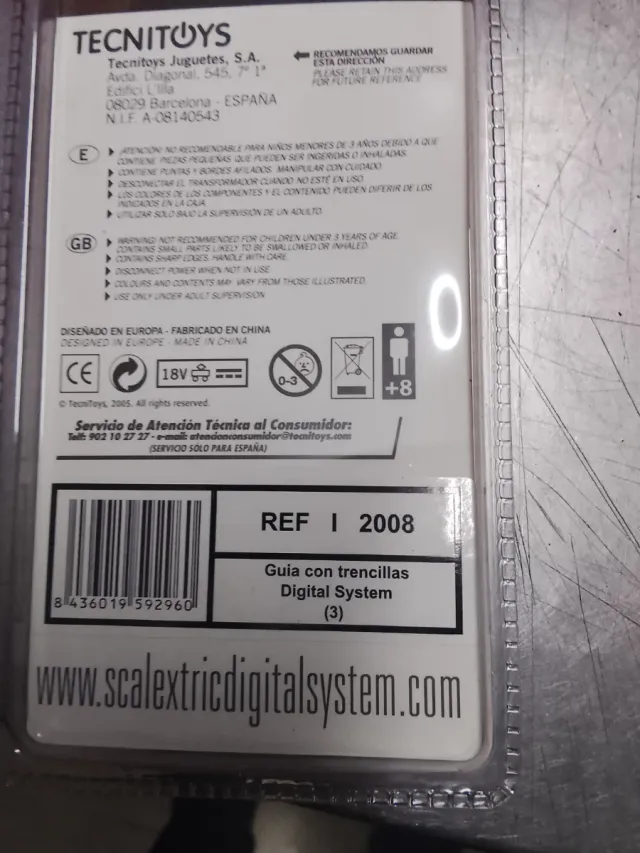 TECNITOYS
Tecnitoys Juguetes, S.A.
Avda. Diagonal, 545, 7º 1ª
Edifici L'illa
08029 Barcelona - ESPAÑA
N.I.F. A-08140543
RECOMENDAMOS GUARDAR
ESTA DIRECCIÓN
PLEASE RETAIN THIS ADDRESS
FOR FUTURE REFERENCE
E
¡ATENCIÓN! NO RECOMENDABLE PARA NIÑOS MENORES DE 3 AÑOS DEBIDO A QUE
CONTIENE PIEZAS PEQUEÑAS QUE PUEDEN SER INGERIDAS O INHALADAS.
CONTIENE PUNTAS Y BORDES AFILADOS. MANIPULAR CON CUIDADO.
DESCONECTAR EL TRANSFORMADOR CUANDO NO ESTÉ EN USO.
LOS COLORES DE LOS COMPONENTES Y EL CONTENIDO PUEDEN DIFERIR DE LOS
INDICADOS EN LA CAJA.
UTILIZAR SOLO BAJO LA SUPERVISIÓN DE UN ADULTO.
GB
WARNING! NOT RECOMMENDED FOR CHILDREN UNDER 3 YEARS OF AGE.
CONTAINS SMALL PARTS LIKELY TO BE SWALLOWED OR INHALED.
CONTAINS SHARP EDGES. HANDLE WITH CARE.
DISCONNECT POWER WHEN NOT IN USE
COLOURS AND CONTENTS MAY VARY FROM THOSE ILLUSTRATED.
USE ONLY UNDER ADULT SUPERVISION
DISEÑADO EN EUROPA - FABRICADO EN CHINA
DESIGNED IN EUROPE - MADE IN CHINA
CE
18V
0-3
+8
© TecniToys, 2005. All rights reserved.
Servicio de Atención Técnica al Consumidor:
Telf: 902 10 27 27 - e-mail: atencionconsumidor@tecnitoys.com
(SERVICIO SOLO PARA ESPAÑA)
8 436019 592960
REF I 2008
Guia con trencillas
Digital System
(3)
www.scalextricdigitalsystem.com